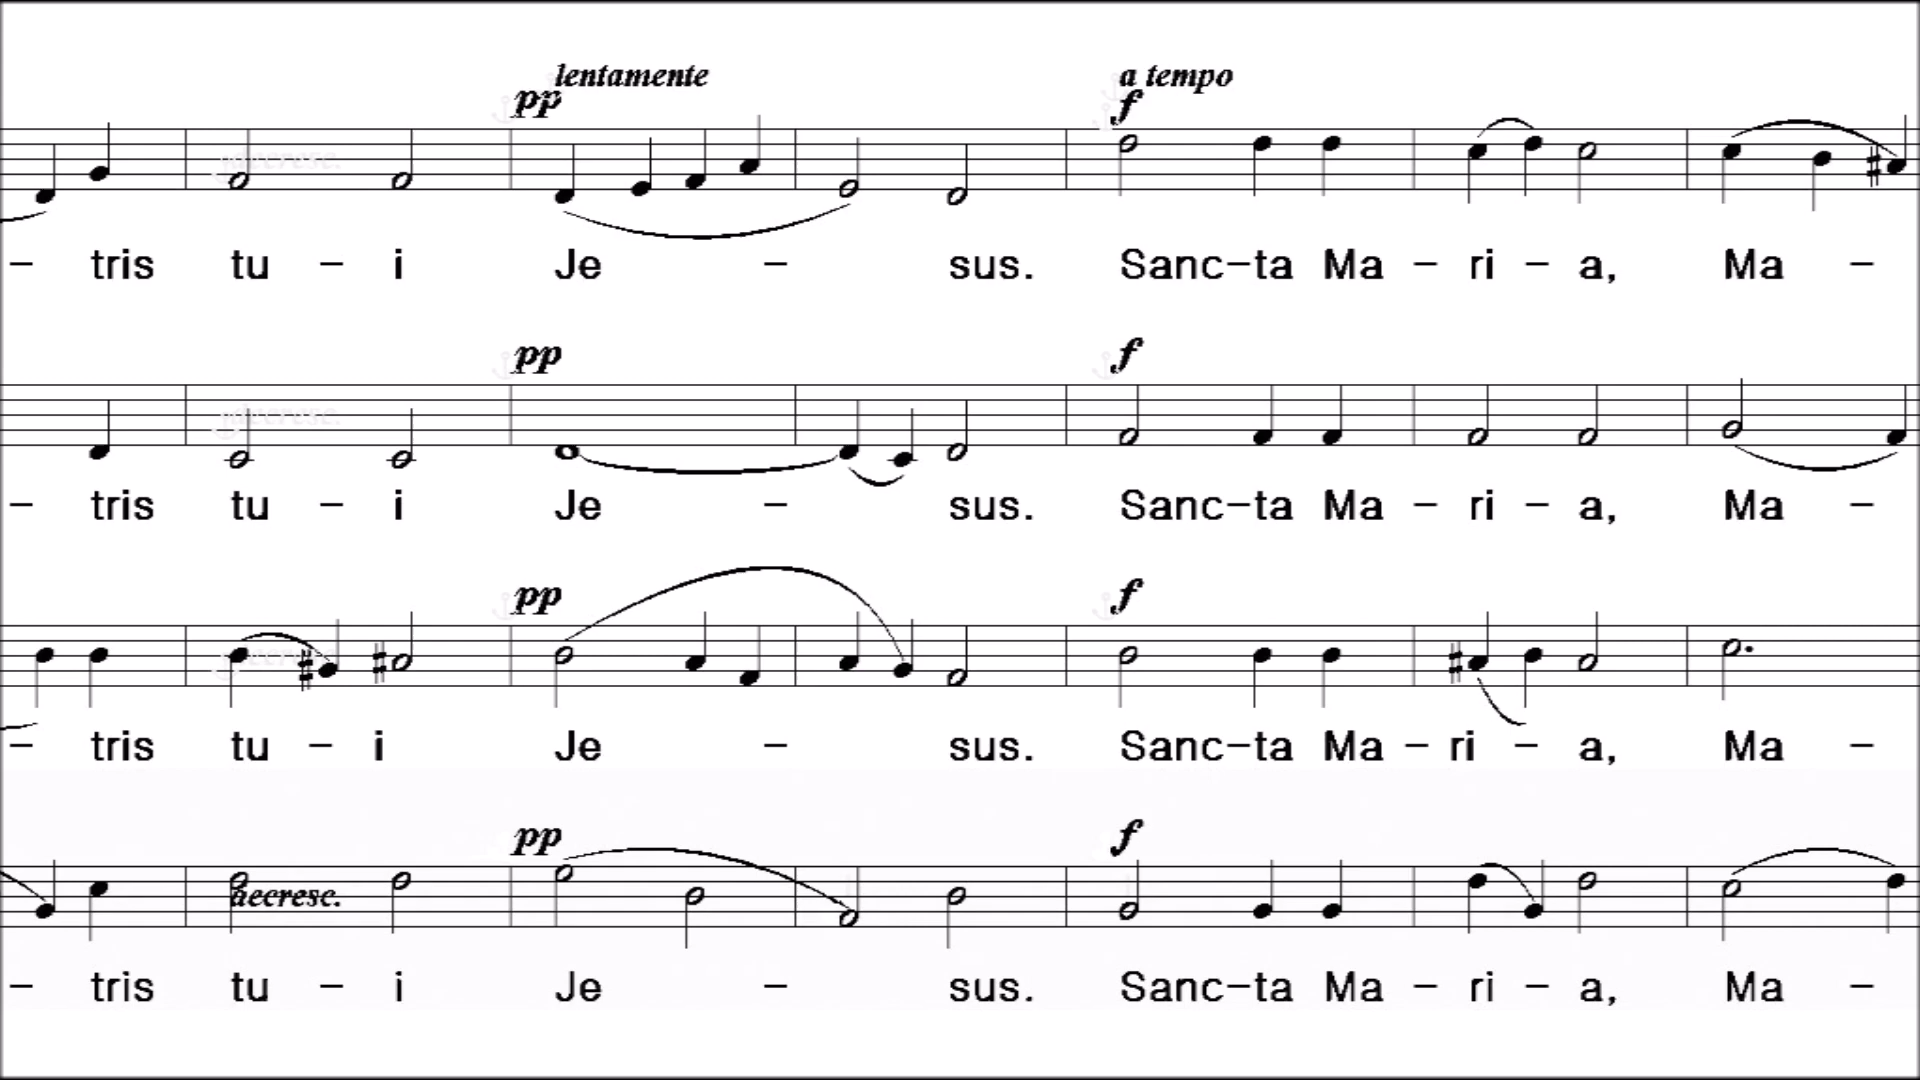 lentamente a tempo
pp f
decresc.
- tris tu - i Je - sus. Sanc-ta Ma - ri - a, Ma -
pp f
decresc.
- tris tu - i Je - sus. Sanc-ta Ma - ri - a, Ma -
pp f
- tris tu - i Je - sus. Sanc-ta Ma - ri - a, Ma -
pp f
decresc.
- tris tu - i Je - sus. Sanc-ta Ma - ri - a, Ma -